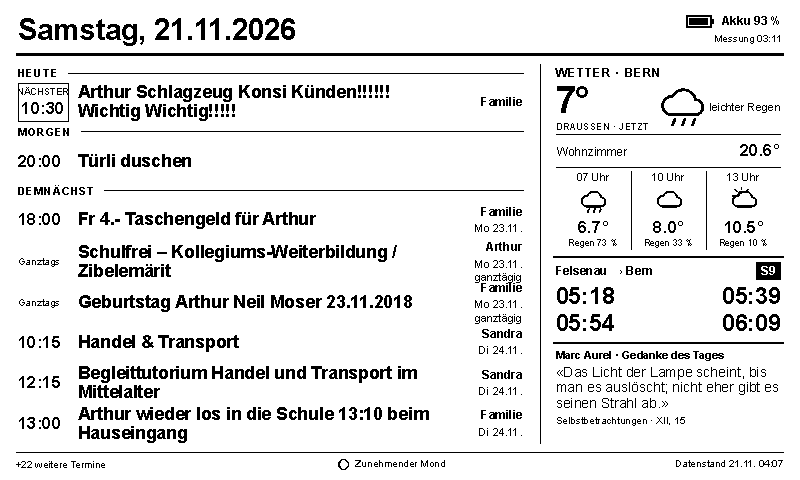 Samstag, 21.11.2026
Akku 93 %
Messung 03:11
HEUTE
NÄCHSTER
10:30
Arthur Schlagzeug Konsi Künden!!!!!!
Wichtig Wichtig!!!!!
Familie
MORGEN
20:00 Türli duschen
DEMNÄCHST
18:00 Fr 4.- Taschengeld für Arthur
Familie
Mo 23.11.
Ganztags
Schulfrei – Kollegiums-Weiterbildung /
Zibelemärit
Arthur
Mo 23.11.
ganztägig
Ganztags Geburtstag Arthur Neil Moser 23.11.2018
Familie
Mo 23.11.
ganztägig
10:15 Handel & Transport
Sandra
Di 24.11.
12:15
Begleittutorium Handel und Transport im
Mittelalter
Sandra
Di 24.11.
13:00
Arthur wieder los in die Schule 13:10 beim
Hauseingang
Familie
Di 24.11.
WETTER · BERN
7°
leichter Regen
DRAUSSEN · JETZT
Wohnzimmer 20.6°
07 Uhr 10 Uhr 13 Uhr
6.7° 8.0° 10.5°
Regen 73 % Regen 33 % Regen 10 %
Felsenau › Bern S9
05:18 05:39
05:54 06:09
Marc Aurel · Gedanke des Tages
«Das Licht der Lampe scheint, bis
man es auslöscht; nicht eher gibt es
seinen Strahl ab.»
Selbstbetrachtungen · XII, 15
+22 weitere Termine
Zunehmender Mond
Datenstand 21.11. 04:07